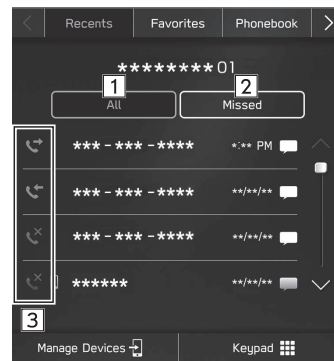 < Recents Favorites Phonebook >
********01
1 2
All Missed
*** - *** - **** *:** PM
*** - *** - **** **/**/**
*** - *** - **** **/**/**
****** **/**/**
3
Manage Devices Keypad